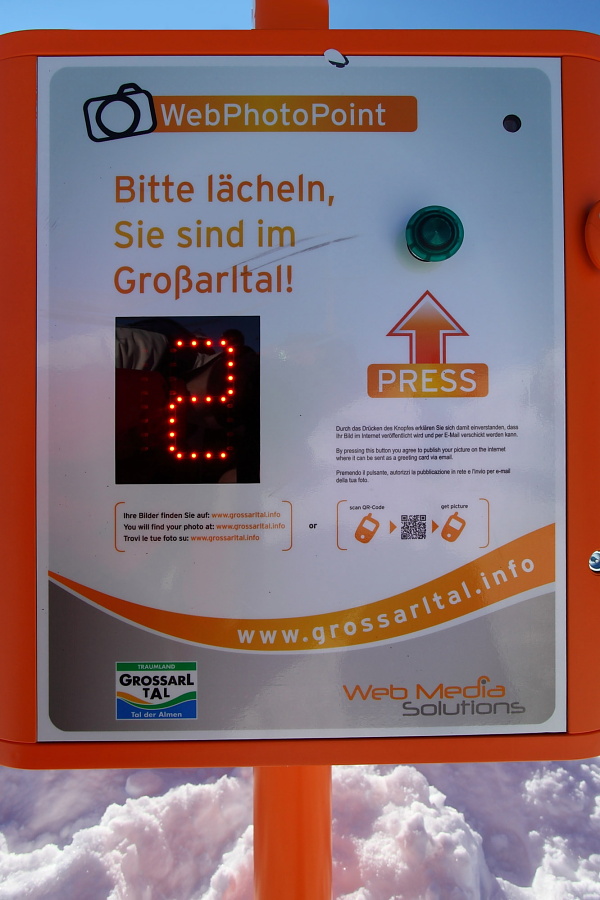 WebPhotoPoint
Bitte lächeln,
Sie sind im
Großarltal!
2
PRESS
Durch das Drücken des Knopfes erklären Sie sich damit einverstanden, dass
Ihr Bild im Internet veröffentlicht wird und per E-Mail verschickt werden kann.
By pressing this button you agree to publish your picture on the internet
where it can be sent as a greeting card via email.
Premendo il pulsante, autorizzi la pubblicazione in rete e l'invio per e-mail
della tua foto.
Ihre Bilder finden Sie auf: www.grossarltal.info
You will find your photo at: www.grossarltal.info
Trovi le tue foto su: www.grossarltal.info
or
scan QR-Code
get picture
www.grossarltal.info
TRAUMLAND
GROSSARL
TAL
Tal der Almen
Web Media
Solutions